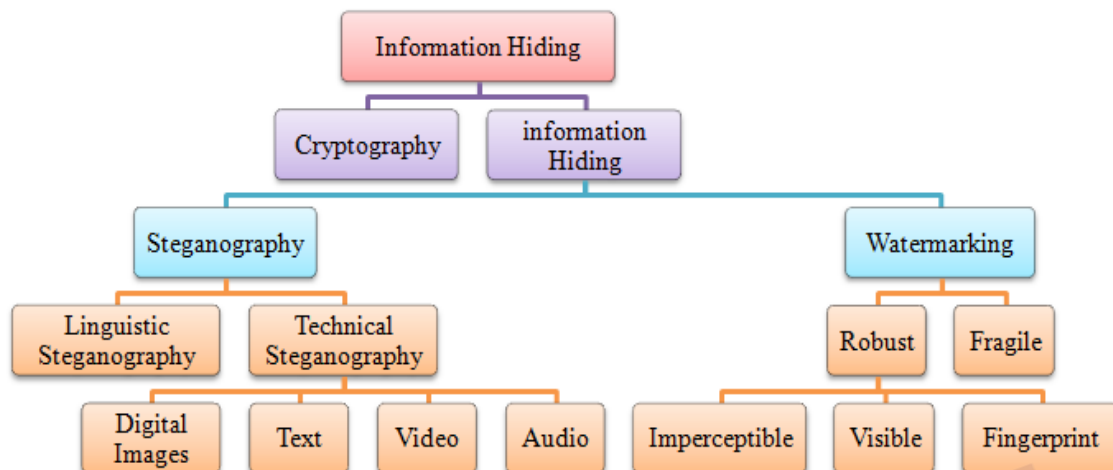 Information Hiding
Cryptography
information
Hiding
Steganography
Watermarking
Linguistic
Steganography
Technical
Steganography
Robust
Fragile
Digital
Images
Text
Video
Audio
Imperceptible
Visible
Fingerprint